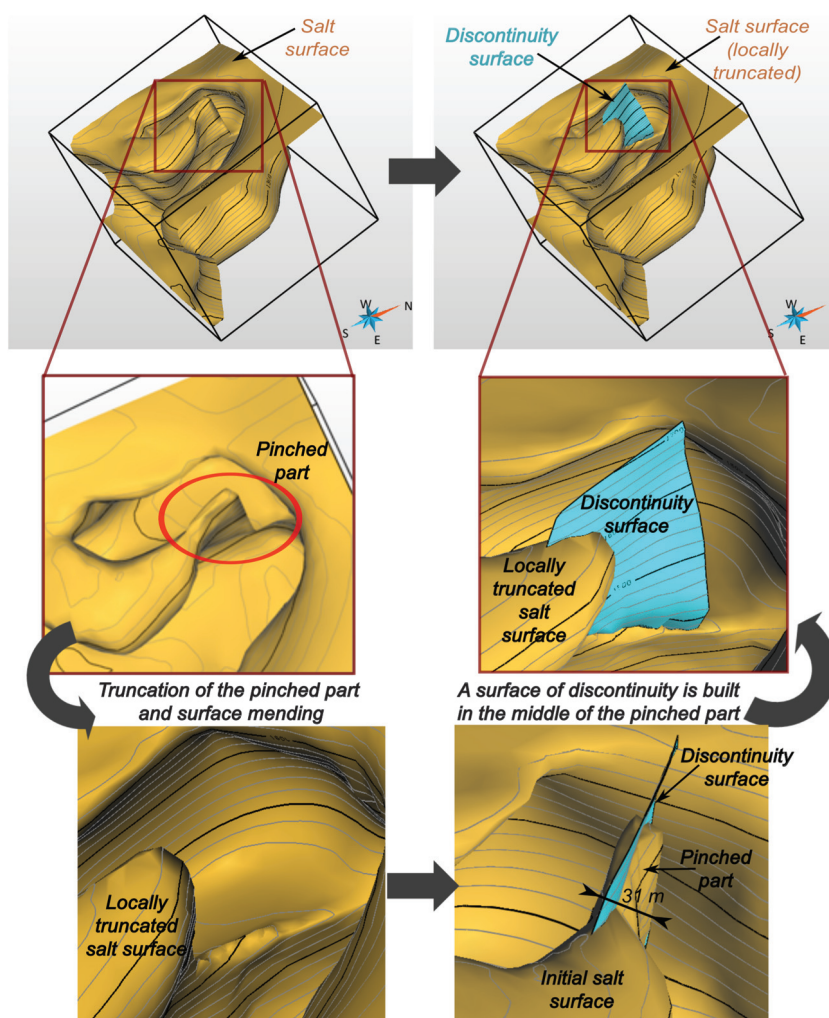 Salt
surface
Discontinuity
surface
Salt surface
(locally
truncated)
W
N
S
E
W
N
S
E
Pinched
part
Discontinuity
surface
Locally
truncated
salt
surface
Truncation of the pinched part
and surface mending
A surface of discontinuity is built
in the middle of the pinched part
Locally
truncated
salt surface
Discontinuity
surface
Pinched
part
31 m
Initial salt
surface